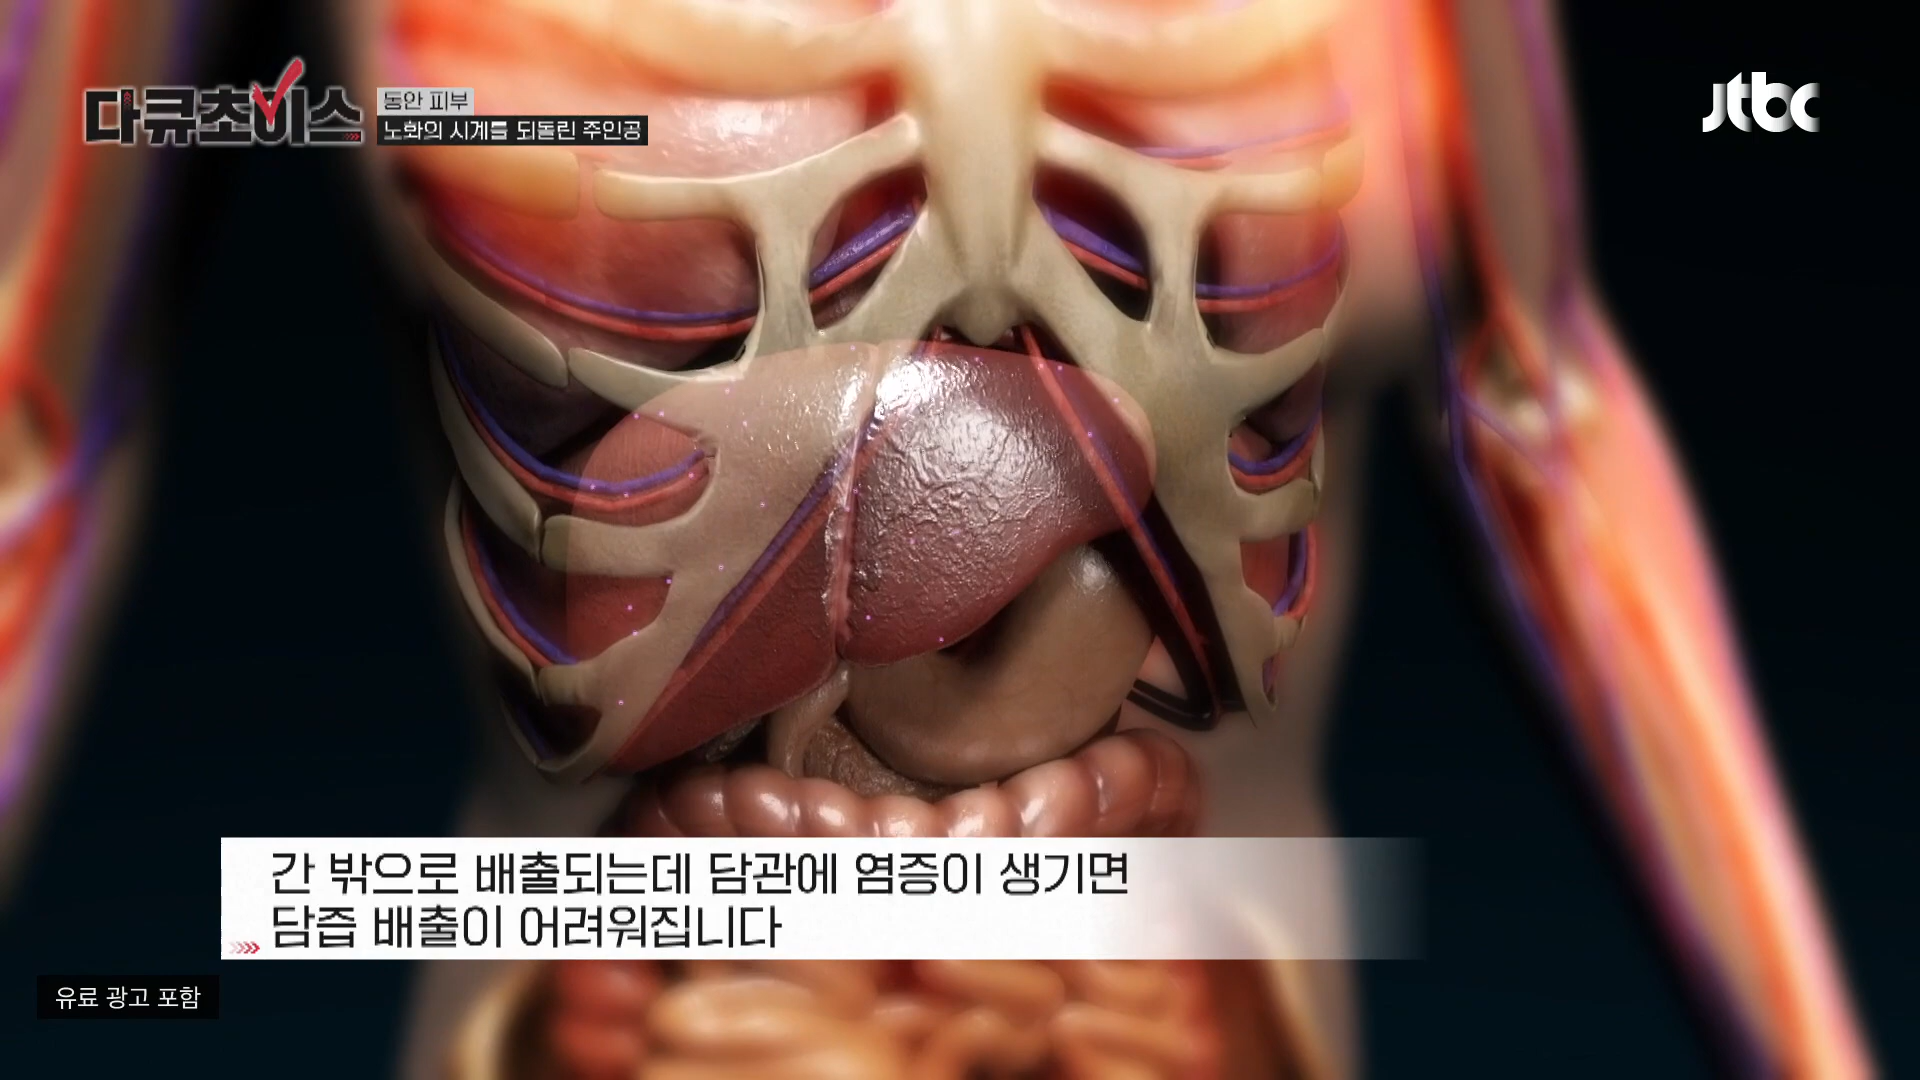 다큐초이스
동안 피부
노화의 시계를 되돌린 주인공
jtbc
간 밖으로 배출되는데 담관에 염증이 생기면
담즙 배출이 어려워집니다
유료 광고 포함